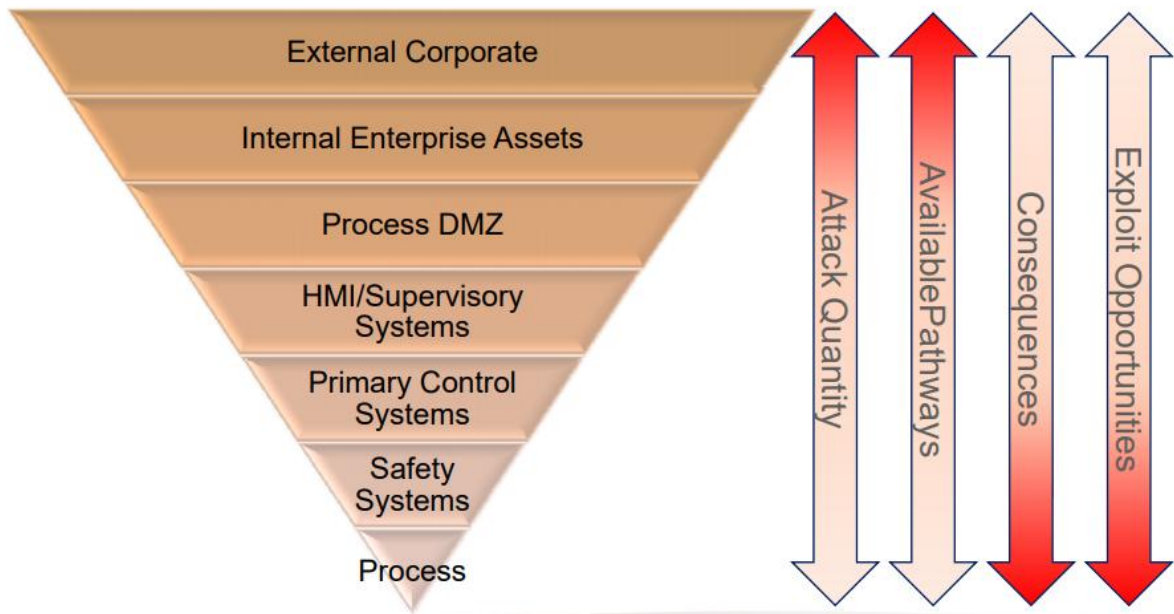 External Corporate
Internal Enterprise Assets
Process DMZ
HMI/Supervisory
Systems
Primary Control
Systems
Safety
Systems
Process
Attack Quantity
AvailablePathways
Consequences
Exploit Opportunities